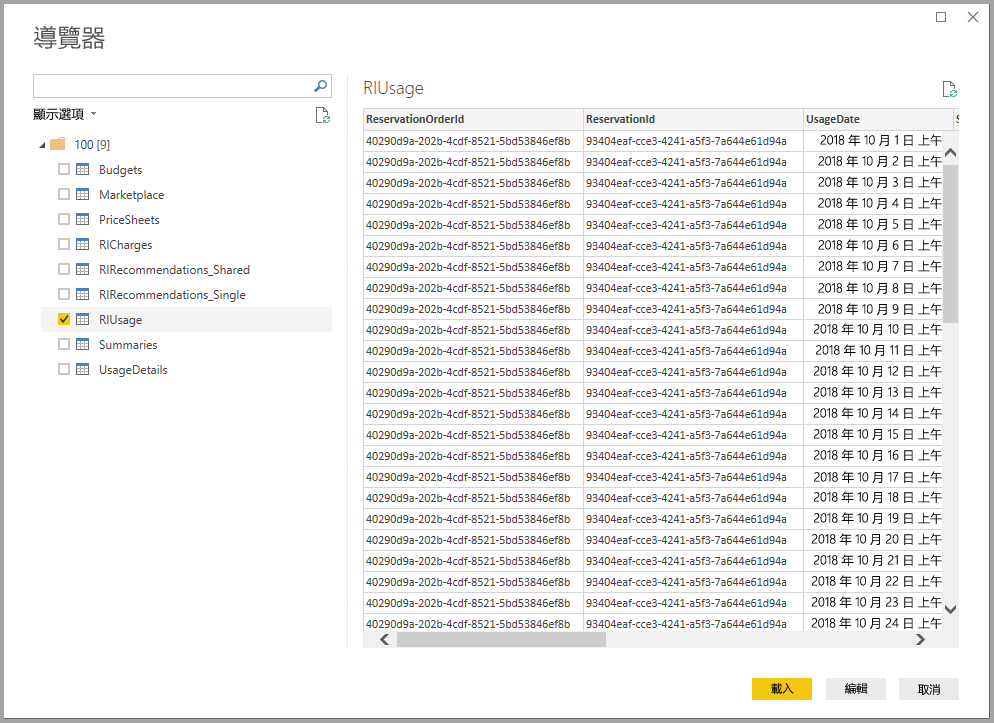 導覽器
顯示選項
100 [9]
Budgets
Marketplace
PriceSheets
RICharges
RIRecommendations_Shared
RIRecommendations_Single
RIUsage
Summaries
UsageDetails
RIUsage
ReservationOrderId ReservationId UsageDate S
40290d9a-202b-4cdf-8521-5bd53846ef8b 93404eaf-cce3-4241-a5f3-7a644e61d94a 2018 年 10 月 1 日 上午
40290d9a-202b-4cdf-8521-5bd53846ef8b 93404eaf-cce3-4241-a5f3-7a644e61d94a 2018 年 10 月 2 日 上午
40290d9a-202b-4cdf-8521-5bd53846ef8b 93404eaf-cce3-4241-a5f3-7a644e61d94a 2018 年 10 月 3 日 上午
40290d9a-202b-4cdf-8521-5bd53846ef8b 93404eaf-cce3-4241-a5f3-7a644e61d94a 2018 年 10 月 4 日 上午
40290d9a-202b-4cdf-8521-5bd53846ef8b 93404eaf-cce3-4241-a5f3-7a644e61d94a 2018 年 10 月 5 日 上午
40290d9a-202b-4cdf-8521-5bd53846ef8b 93404eaf-cce3-4241-a5f3-7a644e61d94a 2018 年 10 月 6 日 上午
40290d9a-202b-4cdf-8521-5bd53846ef8b 93404eaf-cce3-4241-a5f3-7a644e61d94a 2018 年 10 月 7 日 上午
40290d9a-202b-4cdf-8521-5bd53846ef8b 93404eaf-cce3-4241-a5f3-7a644e61d94a 2018 年 10 月 8 日 上午
40290d9a-202b-4cdf-8521-5bd53846ef8b 93404eaf-cce3-4241-a5f3-7a644e61d94a 2018 年 10 月 9 日 上午
40290d9a-202b-4cdf-8521-5bd53846ef8b 93404eaf-cce3-4241-a5f3-7a644e61d94a 2018 年 10 月 10 日 上午
40290d9a-202b-4cdf-8521-5bd53846ef8b 93404eaf-cce3-4241-a5f3-7a644e61d94a 2018 年 10 月 11 日 上午
40290d9a-202b-4cdf-8521-5bd53846ef8b 93404eaf-cce3-4241-a5f3-7a644e61d94a 2018 年 10 月 12 日 上午
40290d9a-202b-4cdf-8521-5bd53846ef8b 93404eaf-cce3-4241-a5f3-7a644e61d94a 2018 年 10 月 13 日 上午
40290d9a-202b-4cdf-8521-5bd53846ef8b 93404eaf-cce3-4241-a5f3-7a644e61d94a 2018 年 10 月 14 日 上午
40290d9a-202b-4cdf-8521-5bd53846ef8b 93404eaf-cce3-4241-a5f3-7a644e61d94a 2018 年 10 月 15 日 上午
40290d9a-202b-4cdf-8521-5bd53846ef8b 93404eaf-cce3-4241-a5f3-7a644e61d94a 2018 年 10 月 16 日 上午
40290d9a-202b-4cdf-8521-5bd53846ef8b 93404eaf-cce3-4241-a5f3-7a644e61d94a 2018 年 10 月 17 日 上午
40290d9a-202b-4cdf-8521-5bd53846ef8b 93404eaf-cce3-4241-a5f3-7a644e61d94a 2018 年 10 月 18 日 上午
40290d9a-202b-4cdf-8521-5bd53846ef8b 93404eaf-cce3-4241-a5f3-7a644e61d94a 2018 年 10 月 19 日 上午
40290d9a-202b-4cdf-8521-5bd53846ef8b 93404eaf-cce3-4241-a5f3-7a644e61d94a 2018 年 10 月 20 日 上午
40290d9a-202b-4cdf-8521-5bd53846ef8b 93404eaf-cce3-4241-a5f3-7a644e61d94a 2018 年 10 月 21 日 上午
40290d9a-202b-4cdf-8521-5bd53846ef8b 93404eaf-cce3-4241-a5f3-7a644e61d94a 2018 年 10 月 22 日 上午
40290d9a-202b-4cdf-8521-5bd53846ef8b 93404eaf-cce3-4241-a5f3-7a644e61d94a 2018 年 10 月 23 日 上午
40290d9a-202b-4cdf-8521-5bd53846ef8b 93404eaf-cce3-4241-a5f3-7a644e61d94a 2018 年 10 月 24 日 上午
載入 編輯 取消